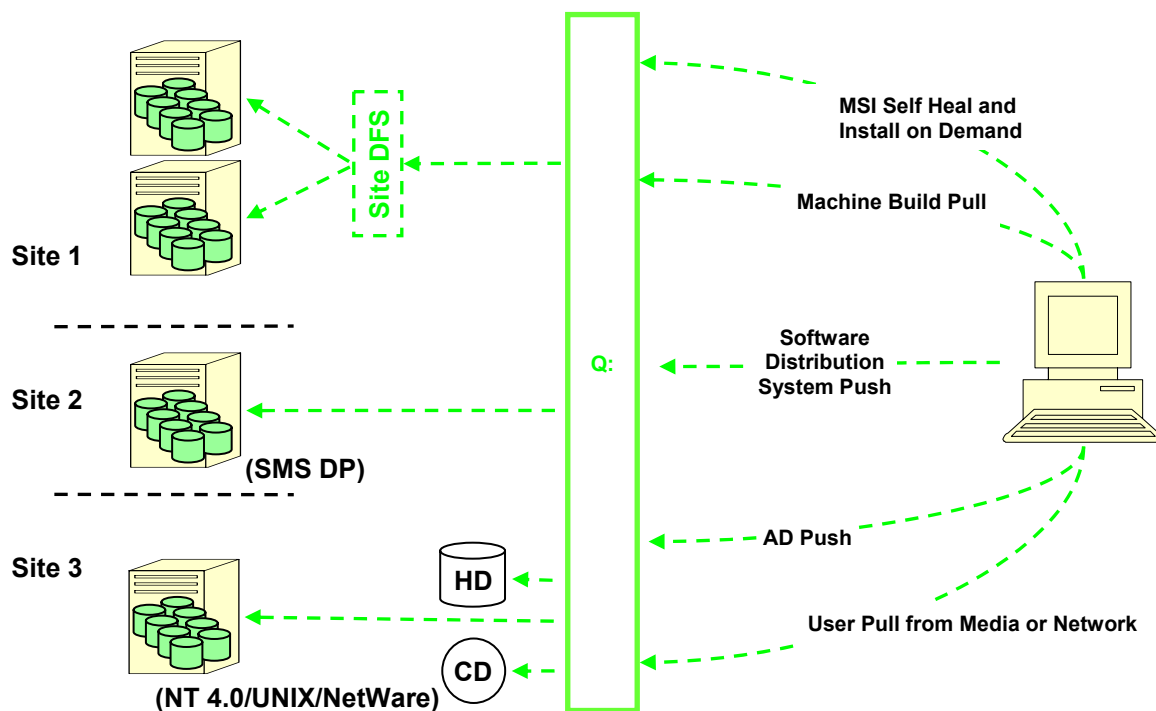 MSI Self Heal and
Install on Demand
Site DFS
Machine Build Pull
Site 1
Software
Distribution
System Push
Q:
Site 2
(SMS DP)
AD Push
Site 3
HD
User Pull from Media or Network
CD
(NT 4.0/UNIX/NetWare)